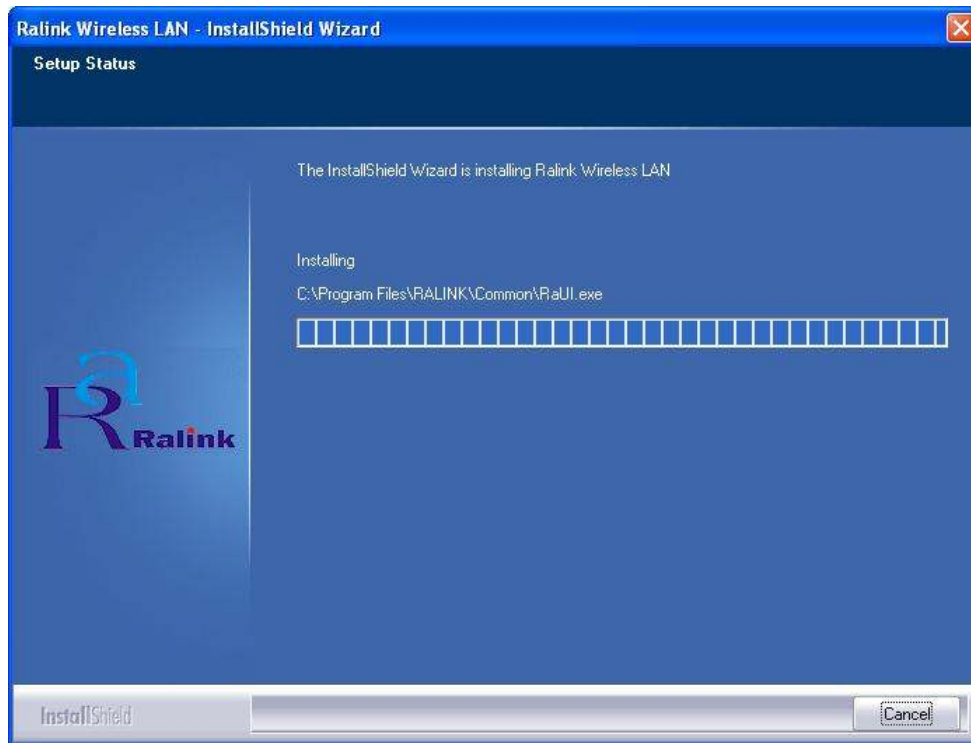 Ralink Wireless LAN - InstallShield Wizard
Setup Status
The InstallShield Wizard is installing Ralink Wireless LAN
Installing
C:\Program Files\RALINK\Common\RaUI.exe
Ra Ralink
InstallShield
Cancel